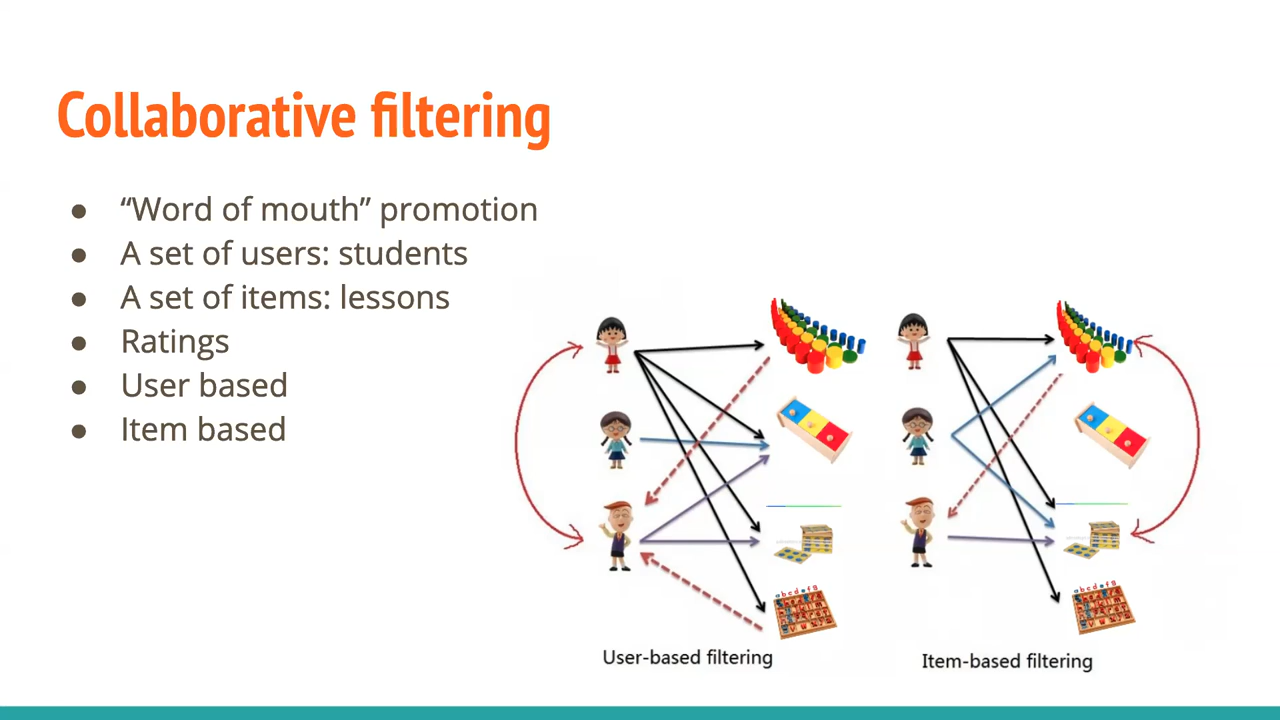 Collaborative filtering
● “Word of mouth” promotion
● A set of users: students
● A set of items: lessons
● Ratings
● User based
● Item based
a b c d e f g
a b c d e f g
User-based filtering
Item-based filtering